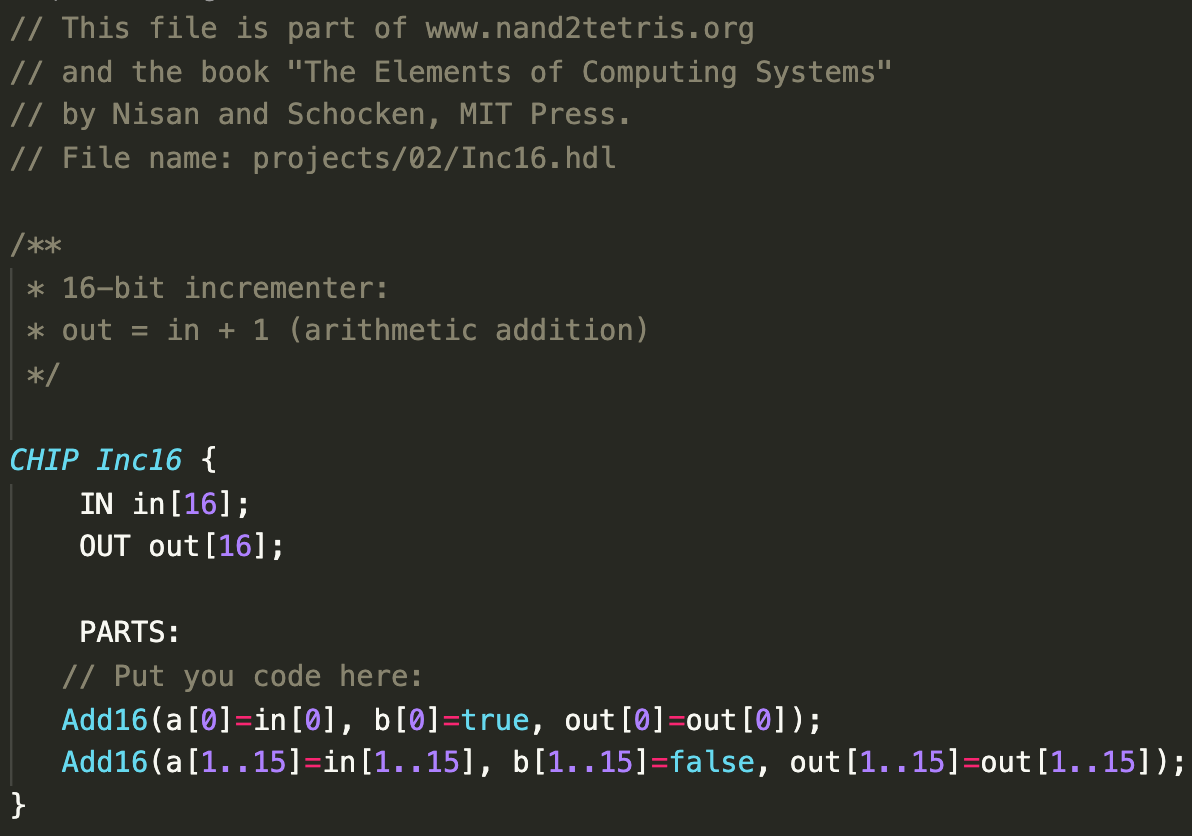 // This file is part of www.nand2tetris.org
// and the book "The Elements of Computing Systems"
// by Nisan and Schocken, MIT Press.
// File name: projects/02/Inc16.hdl
/**
* 16-bit incrementer:
* out = in + 1 (arithmetic addition)
*/
CHIP Inc16 {
IN in[16];
OUT out[16];
PARTS:
// Put you code here:
Add16(a[0]=in[0], b[0]=true, out[0]=out[0]);
Add16(a[1..15]=in[1..15], b[1..15]=false, out[1..15]=out[1..15]);
}